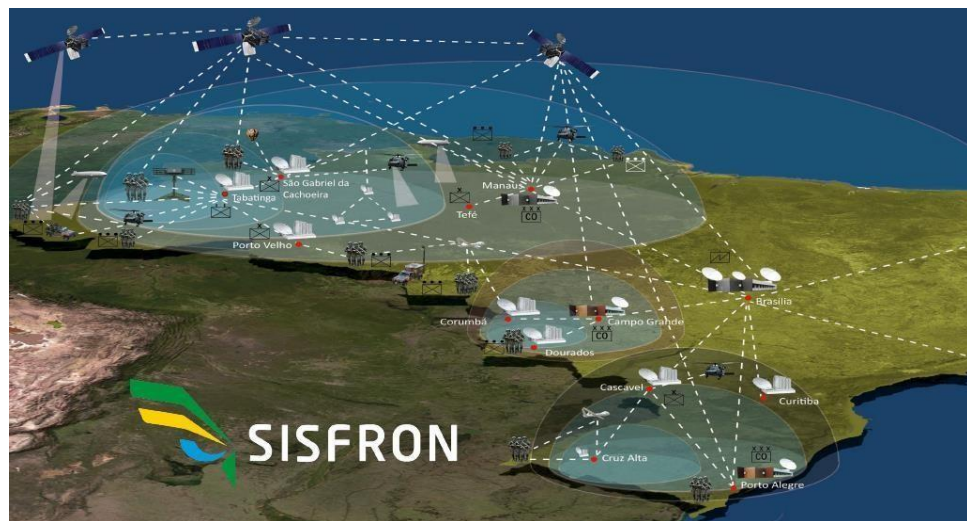 São Gabriel da
Cachoeira
Tabatinga
Manaus
Tefé
CO
Porto Velho
Brasilia
Corumbá
Campo Grande
CO
Dourados
Cascavel
Curitiba
SISFRON
Cruz Alta
CO
Porto Alegre